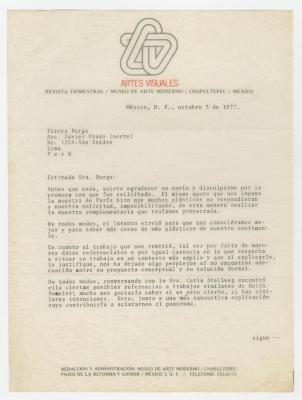 ARTES VISUALES
REVISTA TRIMESTRAL / MUSEO DE ARTE MODERNO / CHAPULTEPEC - MEXICO
México, D. F., octubre 3 de 1977.
Teresa Burga
Ave. Javier Prado (oeste)
No. 1254-San Isidro
Lima
P e r ú
Estimada Sra. Burga:
Antes que nada, quiero agradecer su envío y disculparme por la
premura con que fue solicitado. El mismo apuro que nos impuso
la muestra de París hizo que muchos plásticos no respondieran
a nuestra solicitud, imposibilitando, de esta manera realizar
la muestra complementaria que teníamos proyectada.
De todos modos, el intento sirvió para que nos conociéramos me-
jor y para saber más cosas de más plásticos de nuestro contine-
nte.
En cuanto al trabajo que nos remitió, tal vez por falta de mayo-
res datos referenciales o por igual carencia en lo que respect
a situar su trabajo en un contexto más amplio y que al explicarlo,
lo justifique, nos ha dejado algo perplejos al no encontrar ade-
cuación entre su propuesta conceptual y su solución formal.
De todos modos, conversando con la Sra. Carla Stellweg encontró
ella ciertas posibles referencias a trabajos similares de Keith
mucho nos gustaría saber si es esto cierto, si hay simi-
lares intenciones. Esto, junto a una más exhaustiva explicación
suya contribuiría a aclararnos el panorama.
sigue --
REDACCION Y ADMINISTRACION: MUSEO DE ARTE MODERNO / CHAPULTEPEC
PASEO DE LA REFORMA Y GANDHI / MEXICO 5, D. F. - TELEFONO: